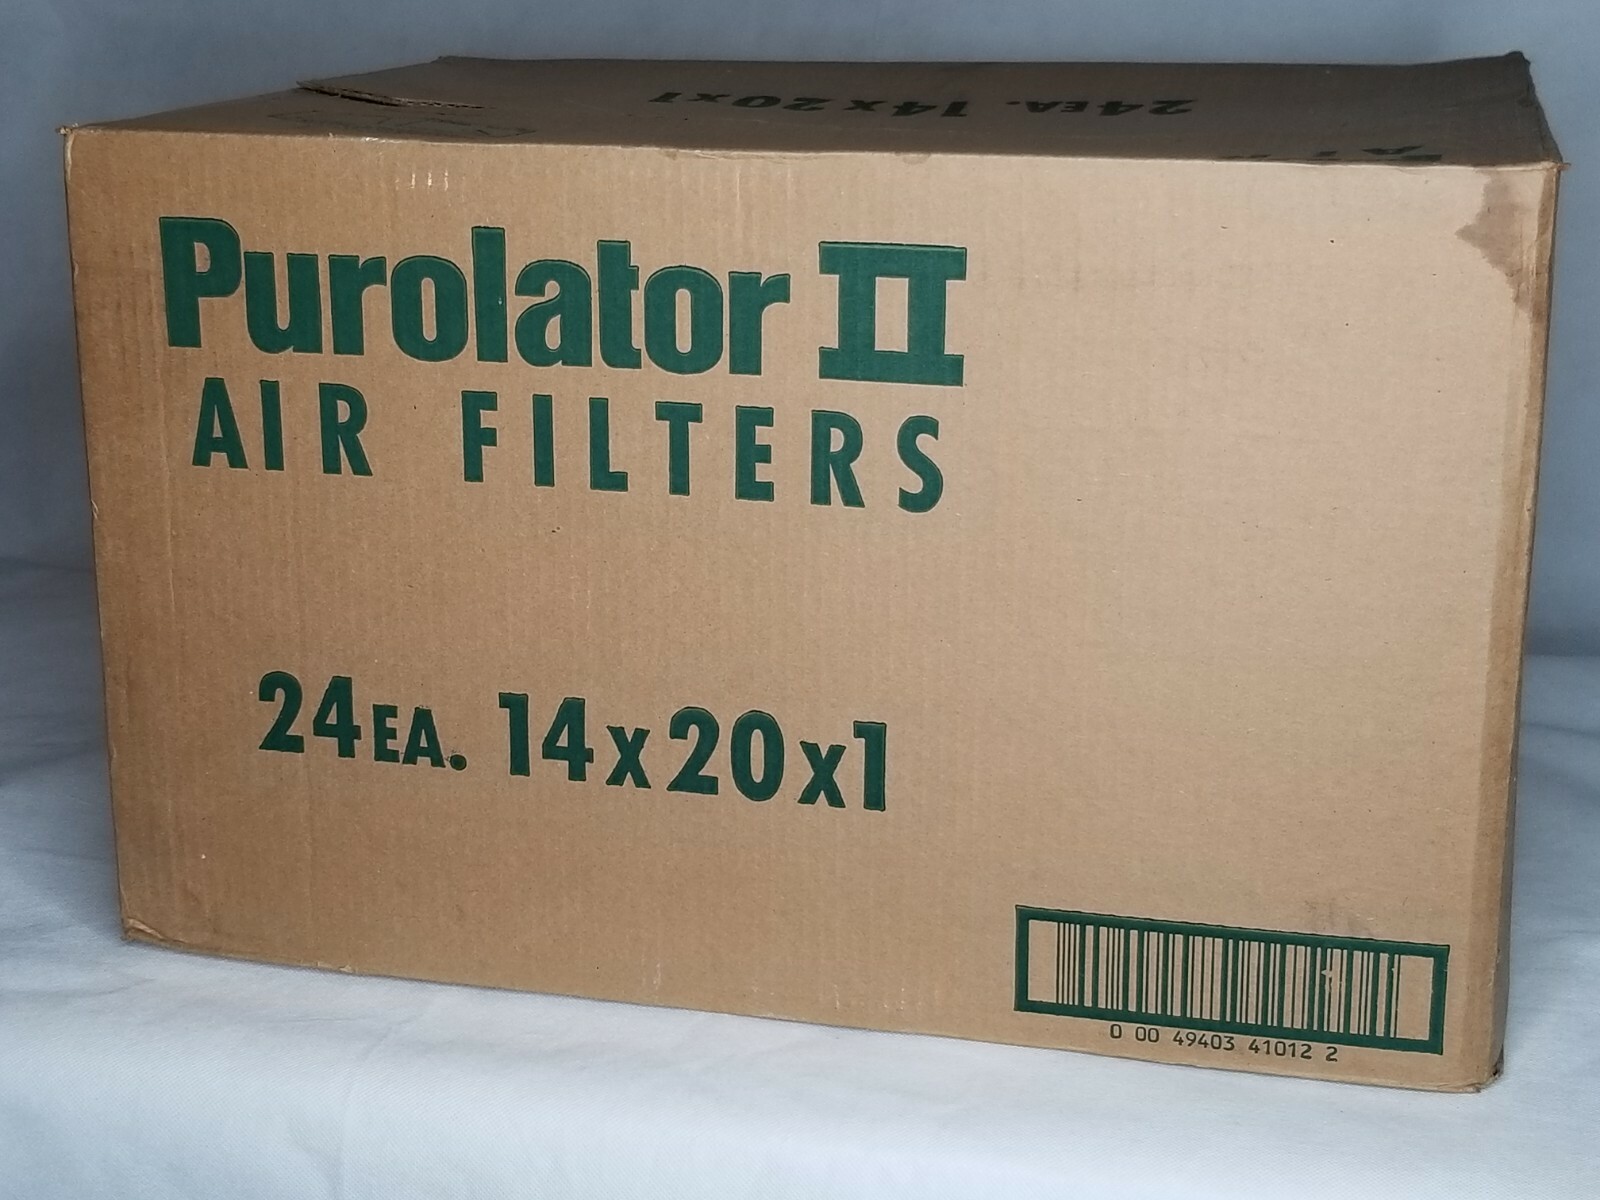 24EA. 14x20x1
Purolator II
AIR FILTERS
24EA. 14x20x1
0 00 49403 41012 2